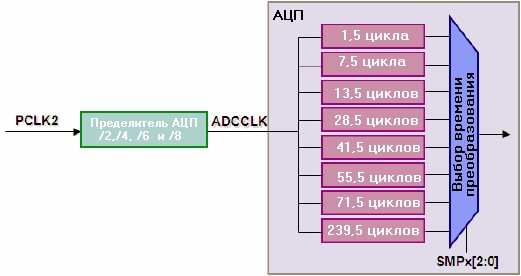 АЦП
1,5 цикла
7,5 цикла
13,5 циклов
28,5 циклов
41,5 циклов
55,5 циклов
71,5 циклов
239,5 циклов
PCLK2
Пределитель АЦП
/2,/4, /6 и /8
ADCCLK
Выбор времени
преобразования
SMPx[2:0]